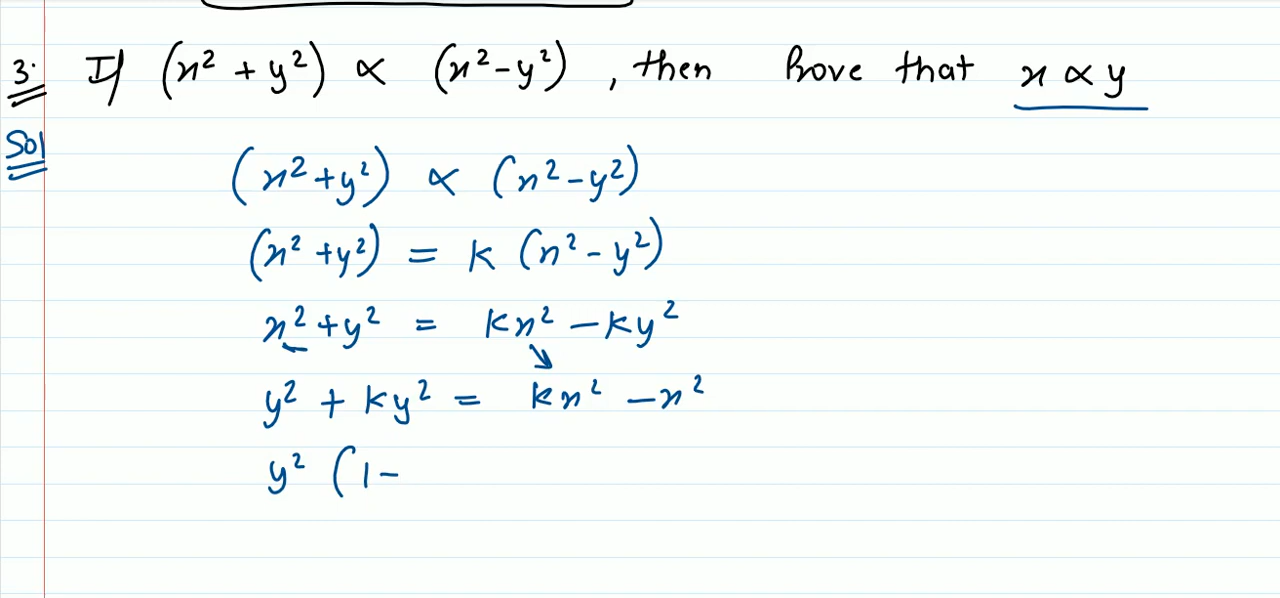 3. If (x² + y²) ∝ (x² - y²), then Prove that x ∝ y
Sol
(x² + y²) ∝ (x² - y²)
(x² + y²) = k (x² - y²)
x² + y² = kx² - ky²
y² + ky² = kx² - x²
y² (1-